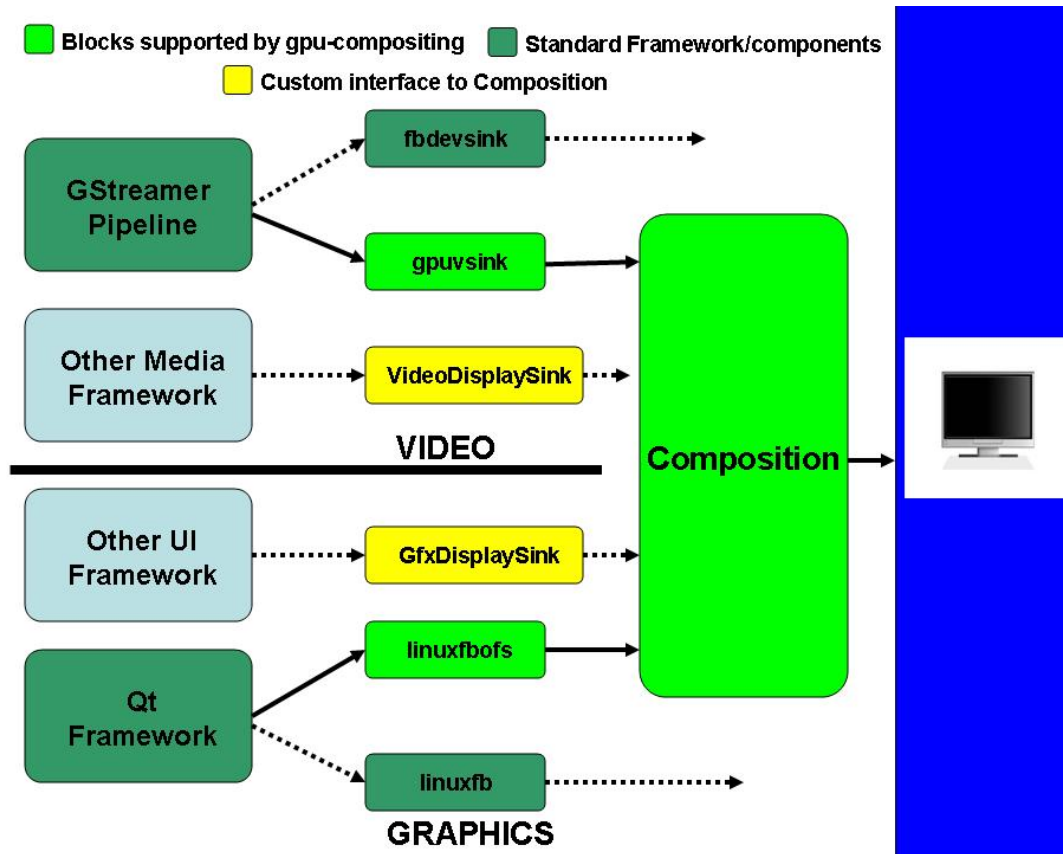 Blocks supported by gpu-compositing
Standard Framework/components
Custom interface to Composition
fbdevsink
GStreamer
Pipeline
gpuvsink
Other Media
Framework
VideoDisplaySink
VIDEO
Composition
Other UI
Framework
GfxDisplaySink
linuxfbofs
Qt
Framework
linuxfb
GRAPHICS